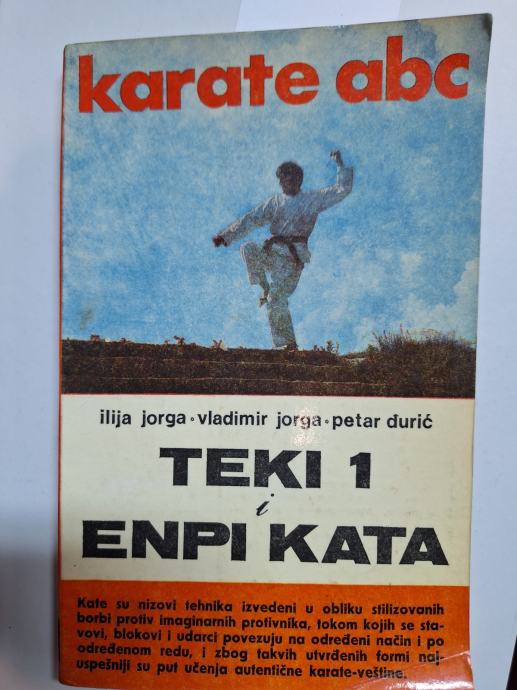 karate abc
ilija jorga • vladimir jorga • petar đurić
TEKI 1
i
ENPI KATA
Kate su nizovi tehnika izvedeni u obliku stilizovanih
borbi protiv imaginarnih protivnika, tokom kojih se sta-
vovi, blokovi i udarci povezuju na određeni način i po
određenom redu, i zbog takvih utvrđenih formi naj-
uspešniji su put učenja autentične karate-veštine.